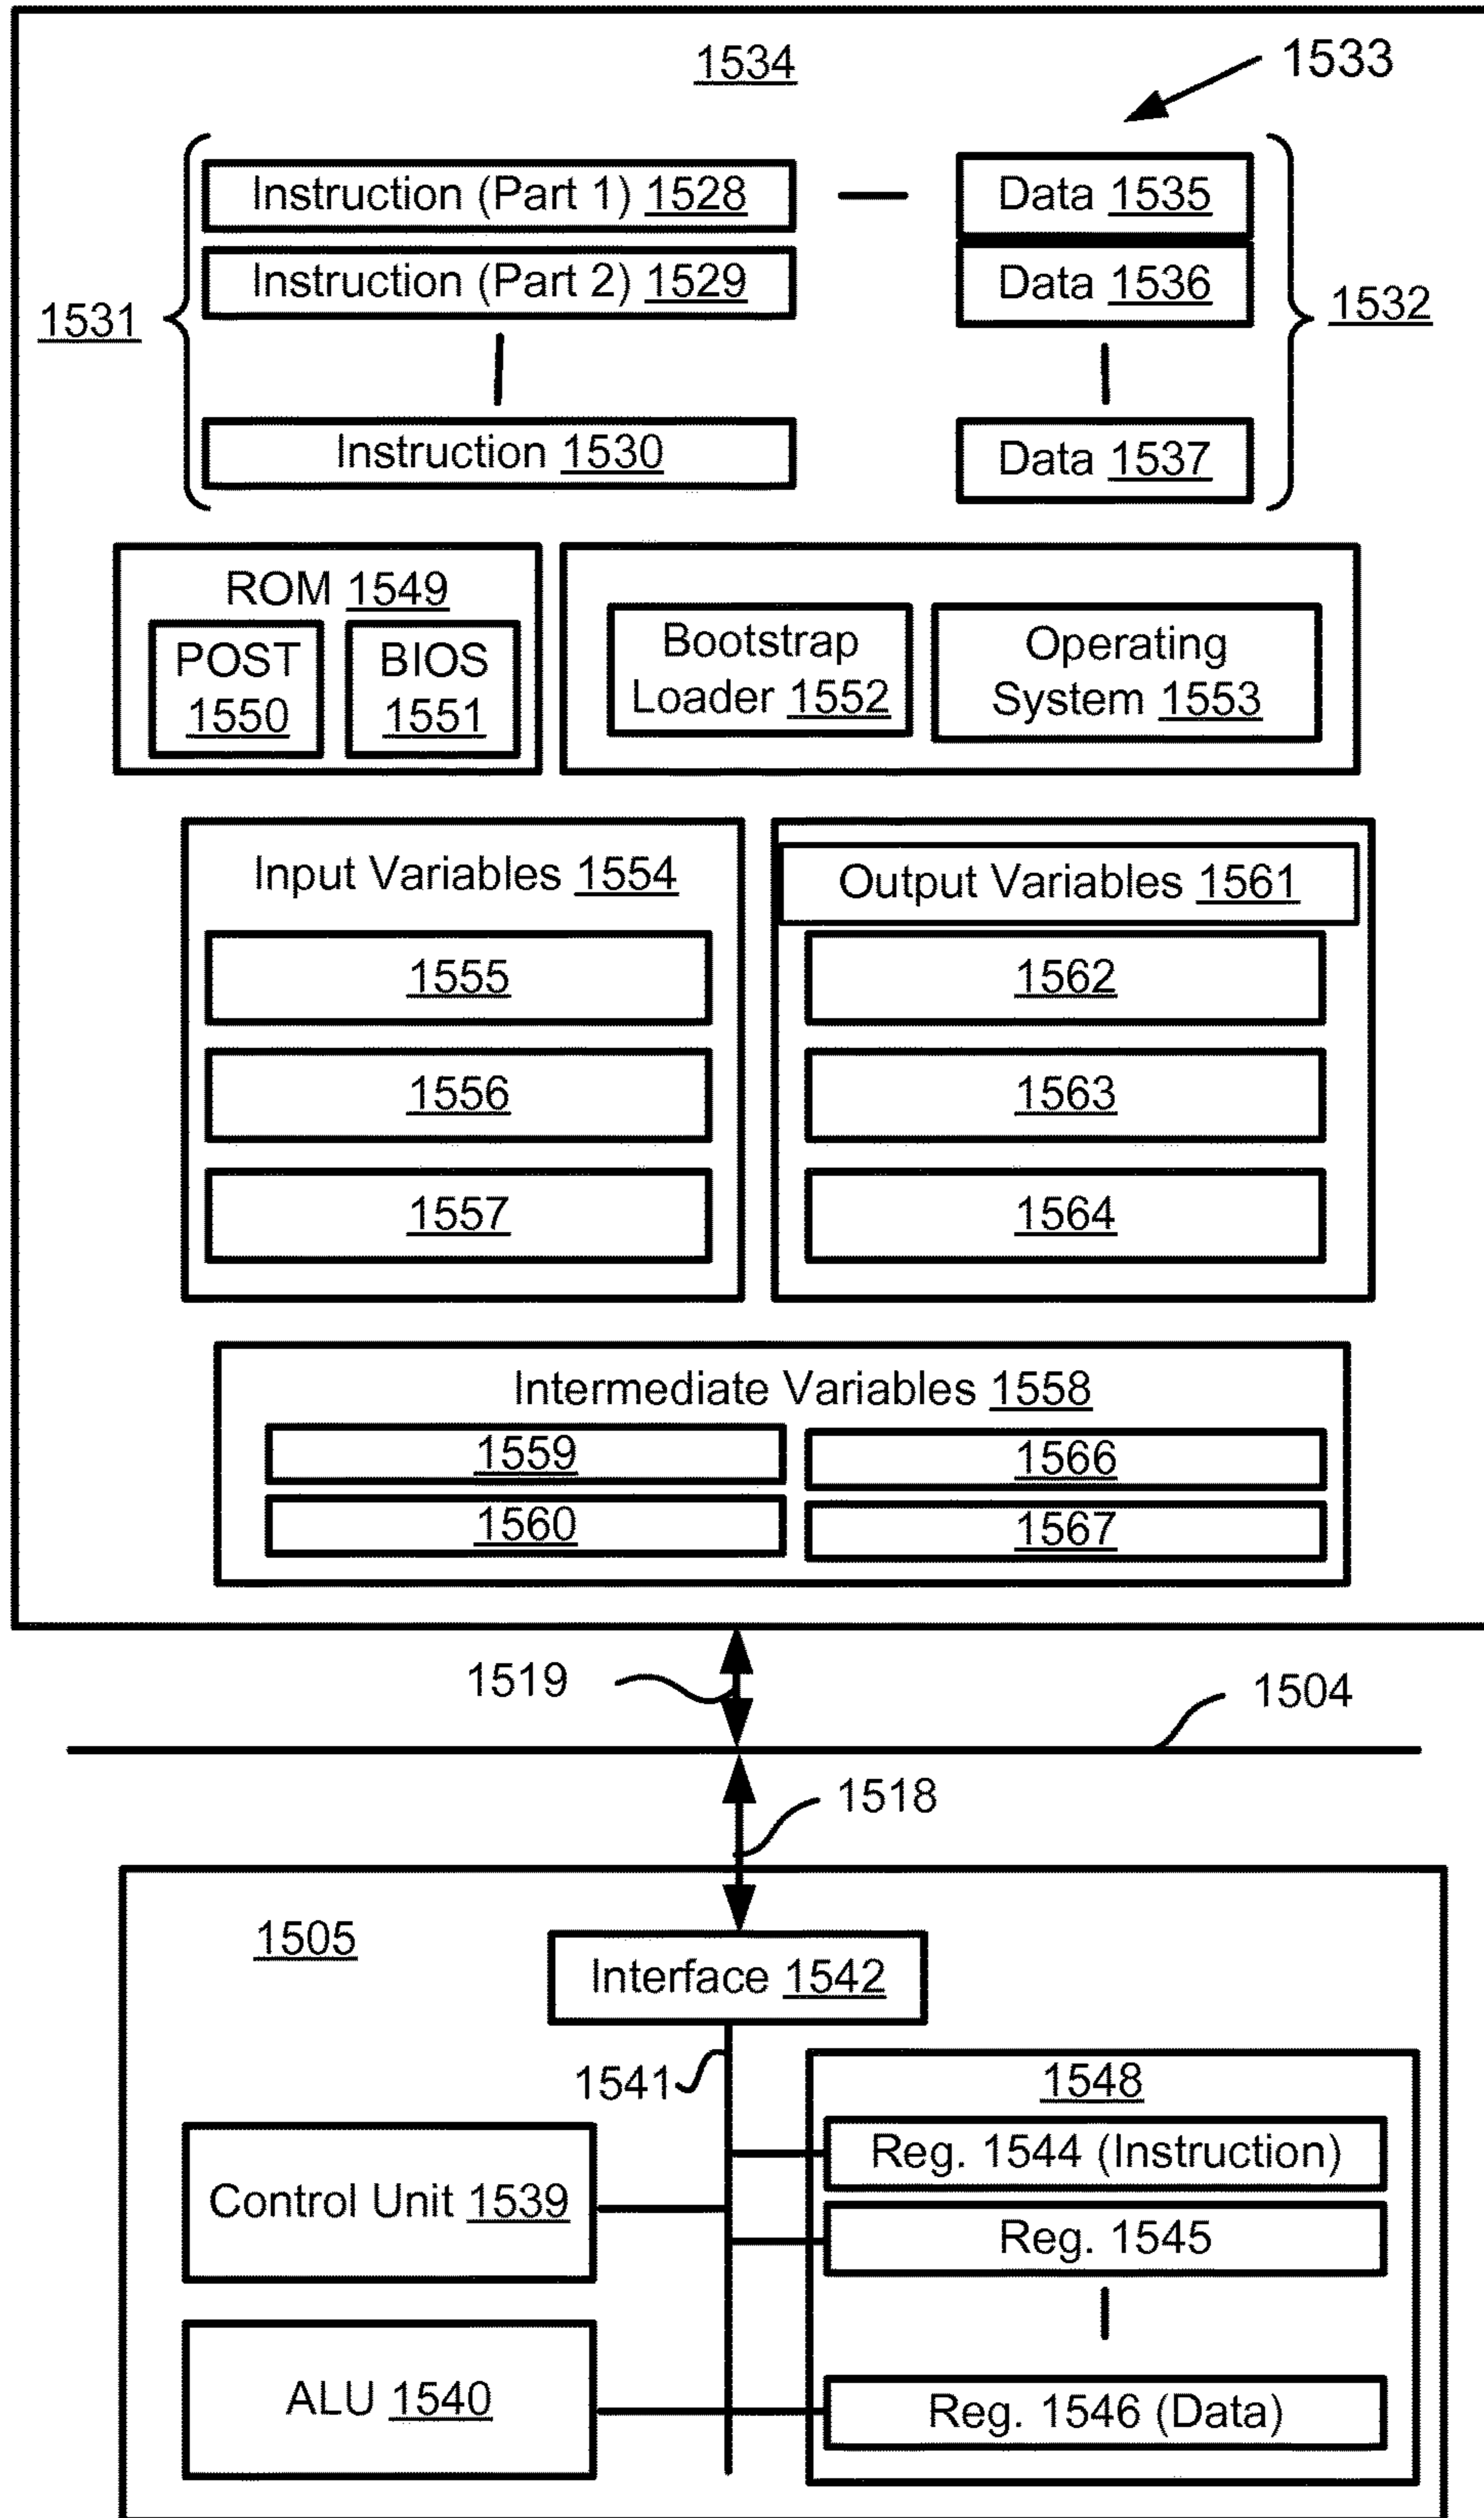 1534
1533
Instruction (Part 1) 1528
Data 1535
Instruction (Part 2) 1529
Data 1536
1531
1532
Instruction 1530
Data 1537
ROM 1549
POST
1550
BIOS
1551
Bootstrap
Loader 1552
Operating
System 1553
Input Variables 1554
1555
1556
1557
Output Variables 1561
1562
1563
1564
Intermediate Variables 1558
1559
1566
1560
1567
1519
1504
1518
1505
Interface 1542
1541
1548
Reg. 1544 (Instruction)
Control Unit 1539
Reg. 1545
ALU 1540
Reg. 1546 (Data)